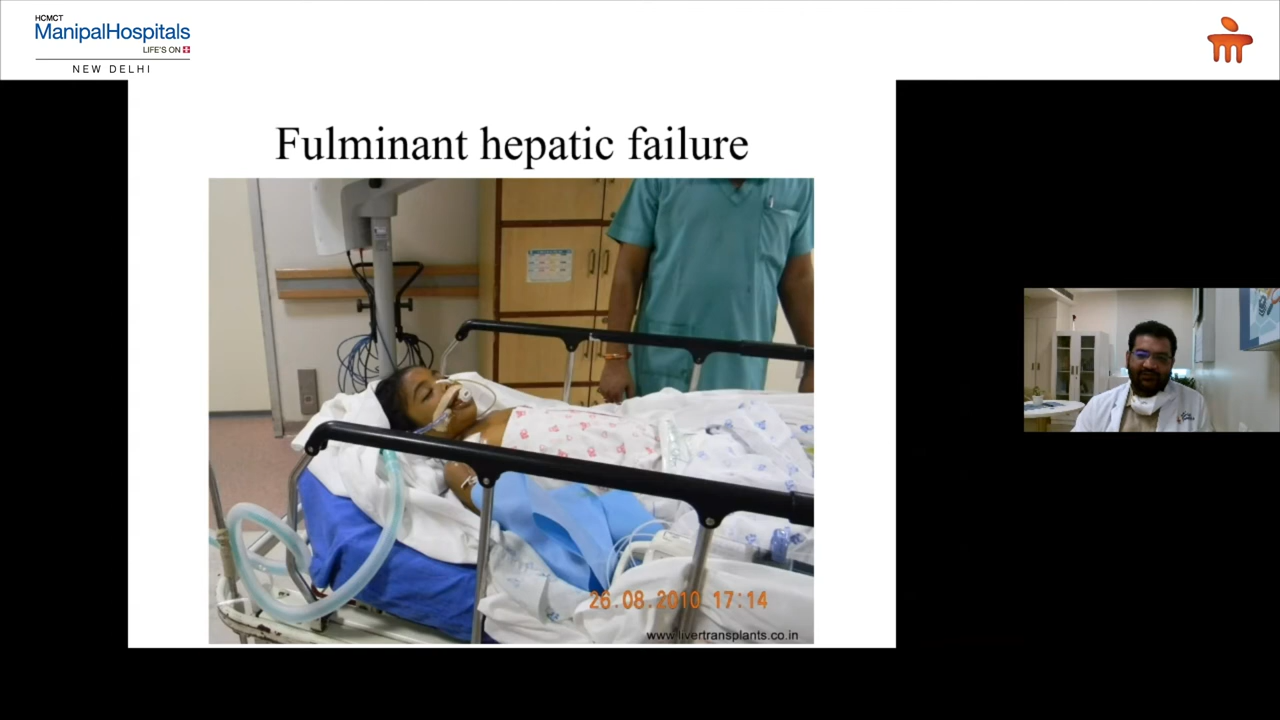 HCMCT
ManipalHospitals
LIFE'S ON
NEW DELHI
Fulminant hepatic failure
26.08.2010 17:14
www.livertransplants.co.in